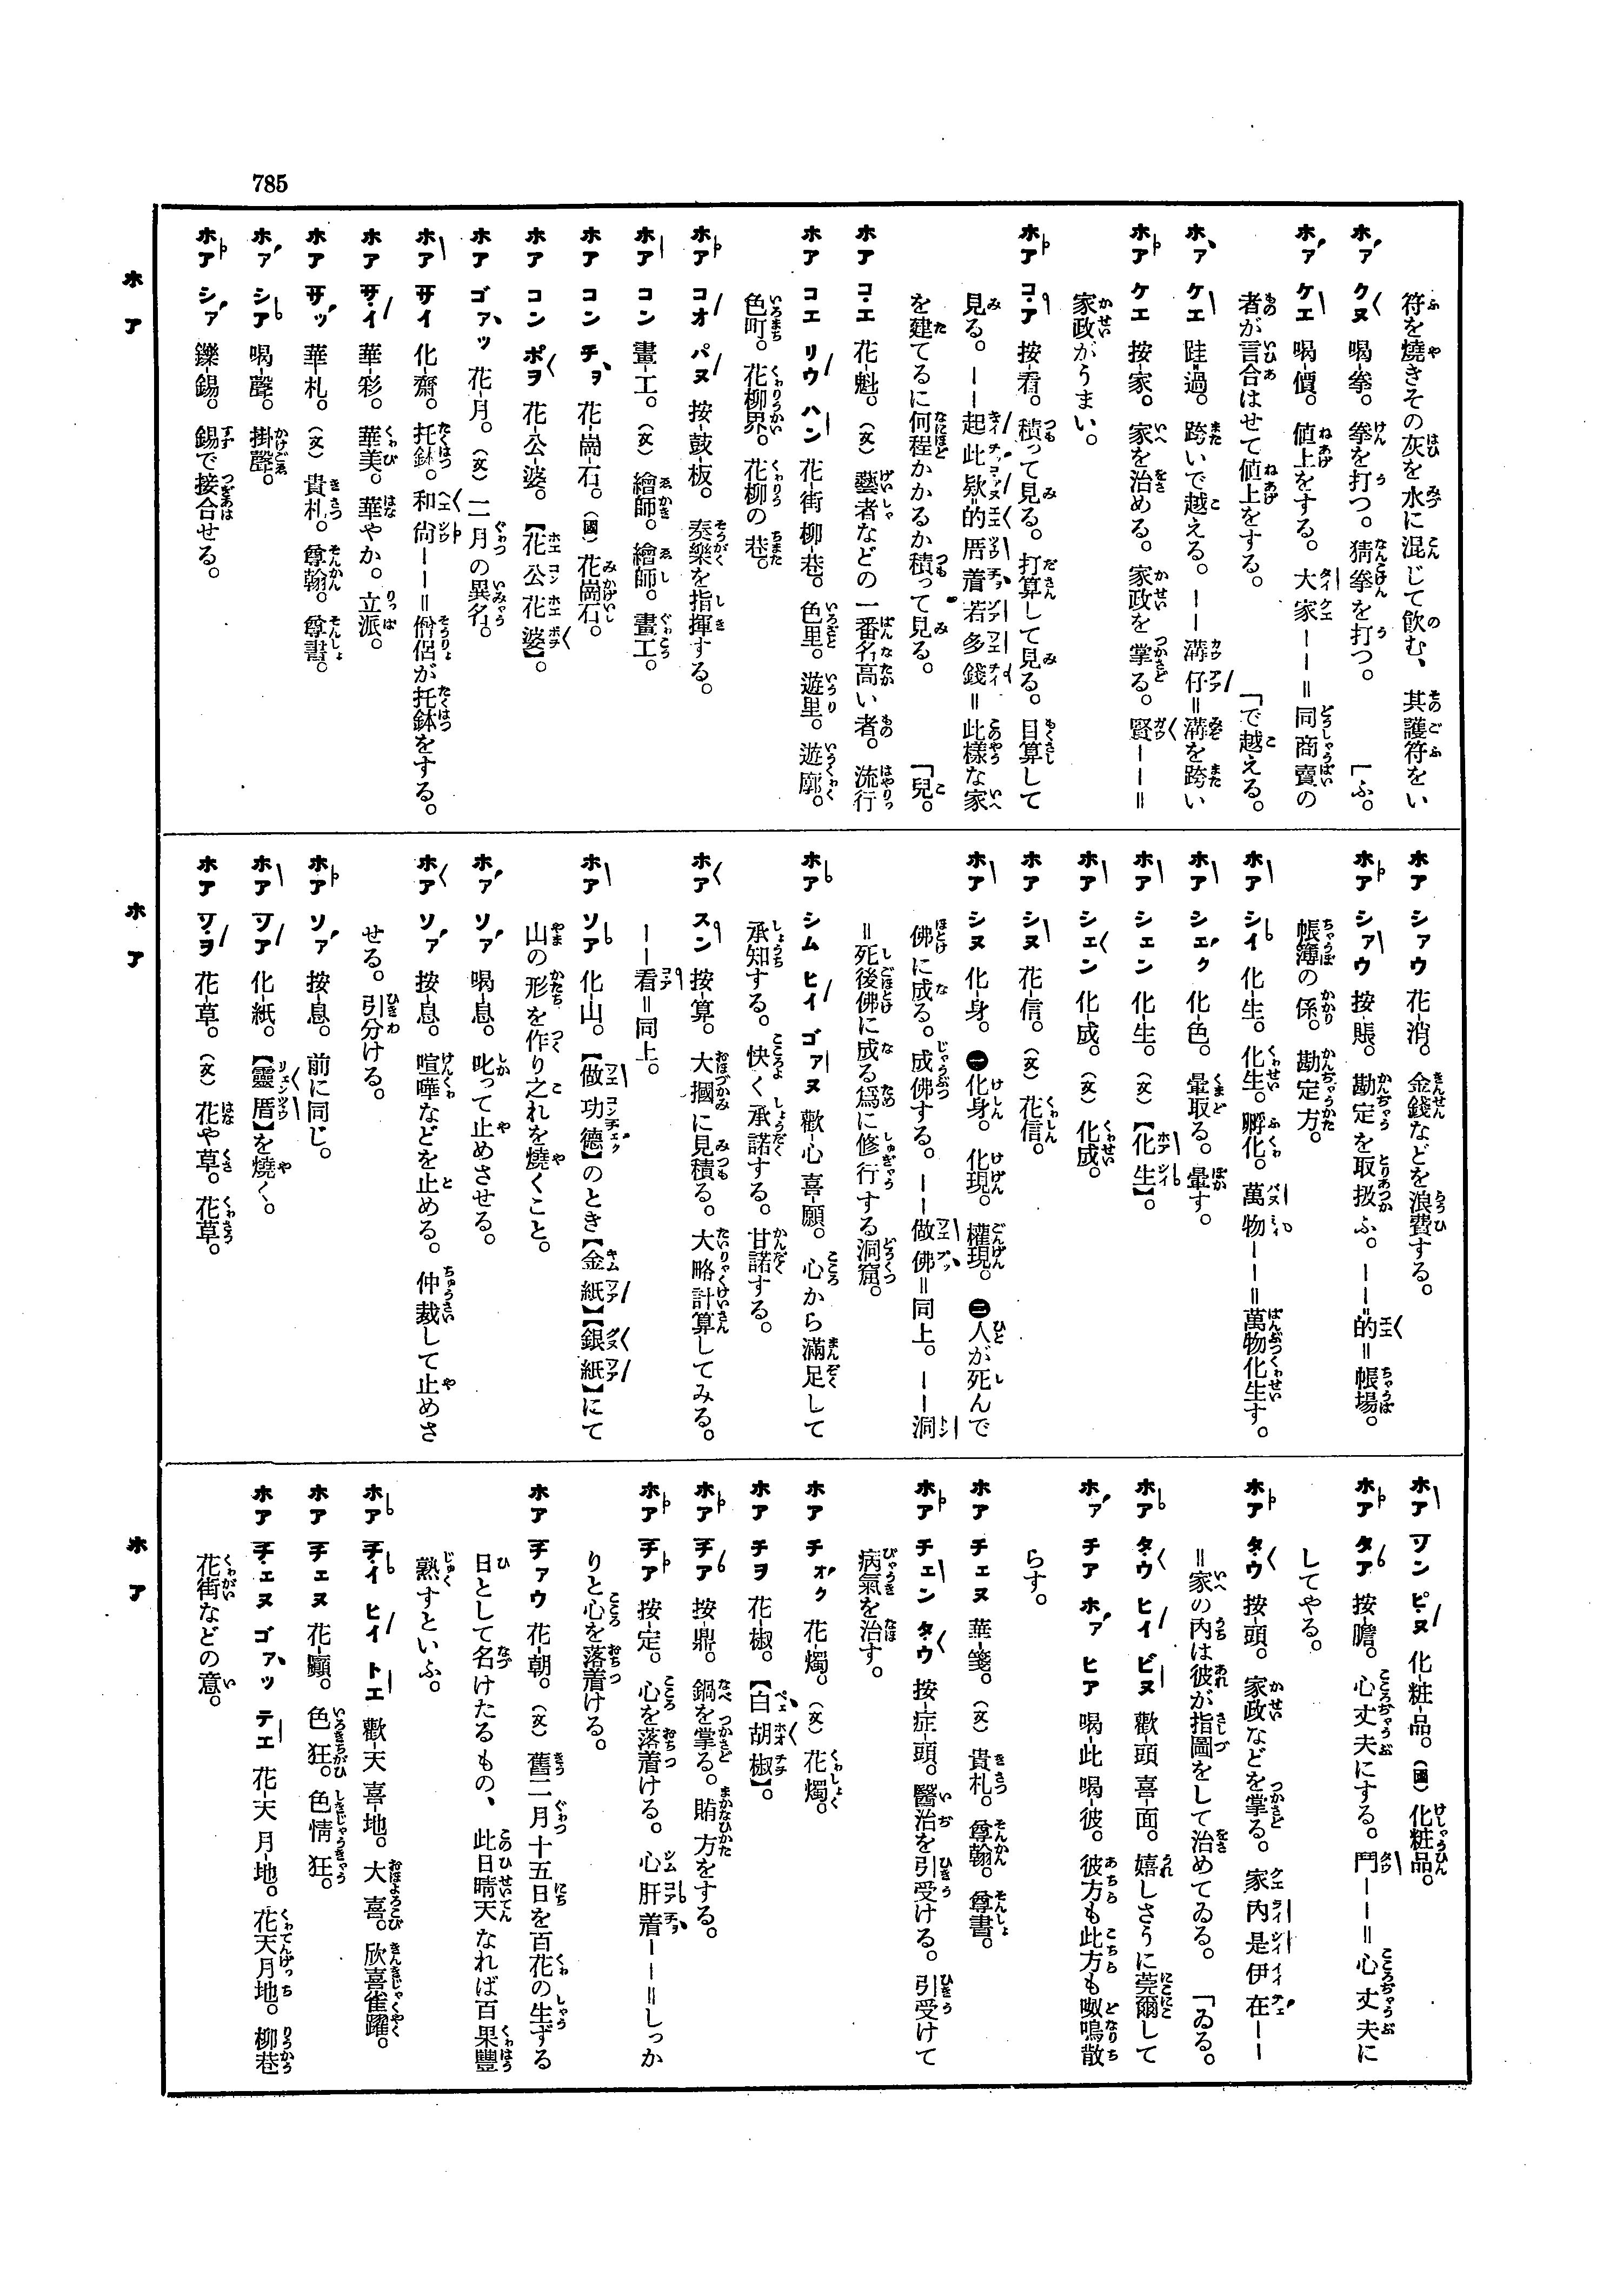 785
符を燒きその灰を水に混じて飮む、其護符をい
ホァ クヌ 喝-拳。拳を打つ。猜拳を打つ。「ふ。
ホァ ケエ 喝-價。値上をする。大家ーー＝同商賣の
者が言合はせて値上をする。「で越える。
ホァ ケエ 跬=過。跨いで越える。ーー溝仔＝溝を跨い
ホア ケエ 按-家。家を治める。家政を掌る。賢ーー＝
家政がうまい。
ホア コア 按-看。積って見る。打算して見る。目算して
見る。ーー起此款=的厝着若多錢＝此樣な家
を建てるに何程かかるか積って見る。「兒。
ホア コエ 花-魁。(文)藝者などの一番名高い者。流行
ホア コエ リウ ハン 花-街柳-巷。色里。遊里。遊廓。
色町。花柳界。花柳の巷。
ホア コオ パヌ 按-鼓-板。奏樂を指揮する。
ホア コン 畫-工。(文)繪師。繪師。畫工。
ホア コン チヲ 花-崗-石。(國)花崗石。
ホア コン ポヲ 花-公-婆。【花公花婆】。
ホア ゴァッ 花-月。(文)二月の異名。
ホア サイ 化-齋。托鉢。和尙ーー＝僧侶が托鉢をする。
ホア サイ 華-彩。華美。華やか。立派。
ホア サッ 華-札。(文)貴札。尊翰。尊書。
ホァ シア 喝-聲。掛聲。
ホア シァ 鑠-錫。錫で接合せる。
ホア
ホア シァウ 花-消。金錢などを浪費する。
ホア シァウ 按-賬。勘定を取扱ふ。ーー=的＝帳場。
帳簿の係。勘定方。
ホア シイ 化-生。化生。孵化。萬物ーー＝萬物化生す。
ホア シェク 化-色。暈取る。暈す。
ホア シェン 化-生。(文)【化生】。
ホア シェン 化-成。(文)化成。
ホア シヌ 花-信。(文)花信。
ホア シヌ 化-身。㊀化身。化現。權現。㊁人が死んで
佛に成る。成佛する。ーー做佛＝同上。ーー洞
＝死後佛に成る爲に修行する洞窟。
ホア シム ヒイ ゴァヌ 歡-心喜-願。心から滿足して
承知する。快く承諾する。甘諾する。
ホア スン 按-算。大摑に見積る。大略計算してみる。
ーー看＝同上。
ホア ソア 化-山。【做功德】のとき【金紙】【銀紙】にて
山の形を作り之れを燒くこと。
ホァ ソァ 喝-息。叱って止めさせる。
ホア ソァ 按-息。喧嘩などを止める。仲裁して止めさ
せる。引分ける。
ホア ソァ 按-息。前に同じ。
ホア ソア 化-紙。【靈厝】を燒く。
ホア ソヲ 花-草。(文)花や草。花草。
ホア
ホア ソン ピヌ 化-粧-品。(國)化粧品。
ホア タア 按-膽。心丈夫にする。鬥ーー＝心丈夫に
してやる。
ホア タウ 按-頭。家政などを掌る。家內是伊在ーー
＝家の內は彼が指圖をして治めてゐる。「ゐる。
ホア タウ ヒイ ビヌ 歡-頭喜-面。嬉しさうに莞爾して
ホァ チア ホァ ヒア 喝-此喝-彼。彼方も此方も呶鳴散
らす。
ホア チェヌ 華-箋。(文)貴札。尊翰。尊書。
ホア チェン タウ 按-症-頭。醫治を引受ける。引受けて
病氣を治す。
ホア チォク 花-燭。(文)花燭。
ホア チヲ 花-椒。【白胡椒】。
ホア チア 按-鼎。鍋を掌る。賄方をする。
ホア チア 按-定。心を落着ける。心肝着ーー＝しっか
りと心を落着ける。
ホア チァウ 花-朝。(文)舊二月十五日を百花の生ずる
日として名けたるもの、此日晴天なれば百果豐
熟すといふ。
ホア チイ ヒイ トエ 歡-天喜-地。大喜。欣喜雀躍。
ホア チェヌ 花-癲。色狂。色情狂。
ホア チェヌ ゴァッ テエ 花-天月-地。花天月地。柳巷
花街などの意。
ホア